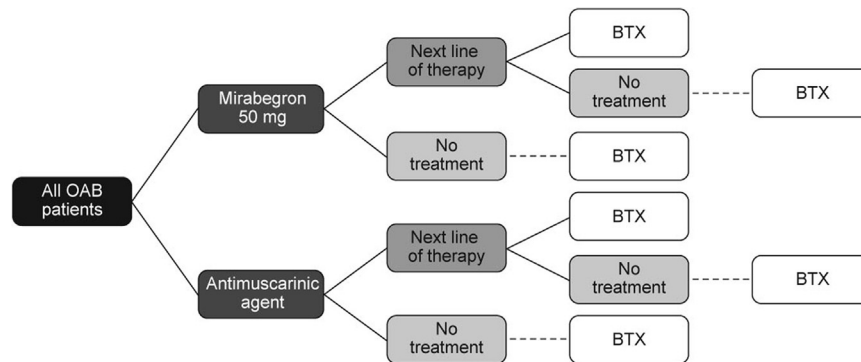 BTX
Next line
of therapy
No
treatment
BTX
Mirabegron
50 mg
No
treatment
BTX
All OAB
patients
BTX
Next line
of therapy
No
treatment
BTX
Antimuscarinic
agent
No
treatment
BTX